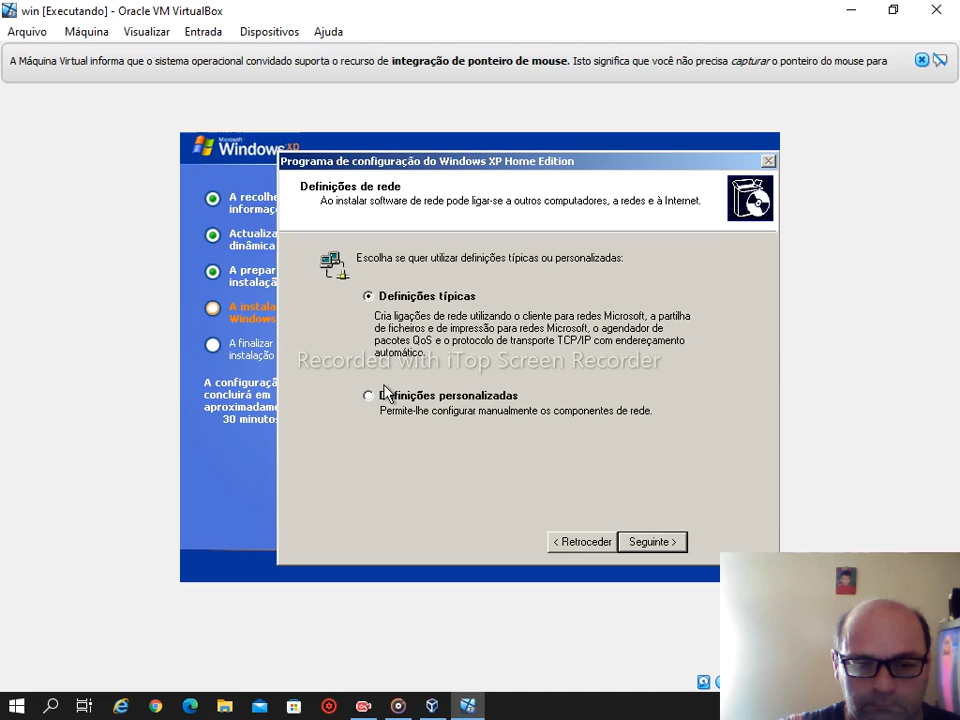 win [Executando] - Oracle VM VirtualBox
Arquivo Máquina Visualizar Entrada Dispositivos Ajuda
A Máquina Virtual informa que o sistema operacional convidado suporta o recurso de integração de ponteiro de mouse. Isto significa que você não precisa capturar o ponteiro do mouse para
Microsoft
Windows xp
Programa de configuração do Windows XP Home Edition
Definições de rede
Ao instalar software de rede pode ligar-se a outros computadores, a redes e à Internet.
A recolhe
informaç
Actualiza
dinâmica
A prepar
instalaçã
A instala
Windows
A finalizar
instalação
A configuraçã
concluirá em
aproximadame
30 minutos
Escolha se quer utilizar definições típicas ou personalizadas:
Definições típicas
Cria ligações de rede utilizando o cliente para redes Microsoft, a partilha
de ficheiros e de impressão para redes Microsoft, o agendador de
pacotes QoS e o protocolo de transporte TCP/IP com endereçamento
automático.
Recorded with iTop Screen Recorder
Definições personalizadas
Permite-lhe configurar manualmente os componentes de rede.
< Retroceder
Seguinte >